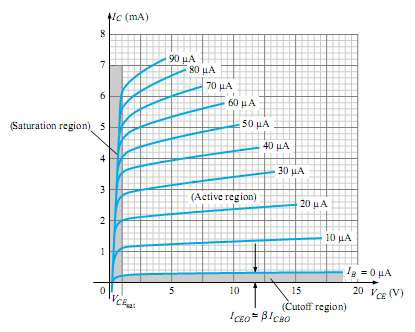 I_C (mA)
8
7
6
5
4
3
2
1
0
90 μA
80 μA
70 μA
60 μA
50 μA
40 μA
30 μA
20 μA
10 μA
I_B = 0 μA
(Saturation region)
(Active region)
(Cutoff region)
5
10
15
20
V_CE (V)
V_CEsat
I_CEO ≅ β I_CBO